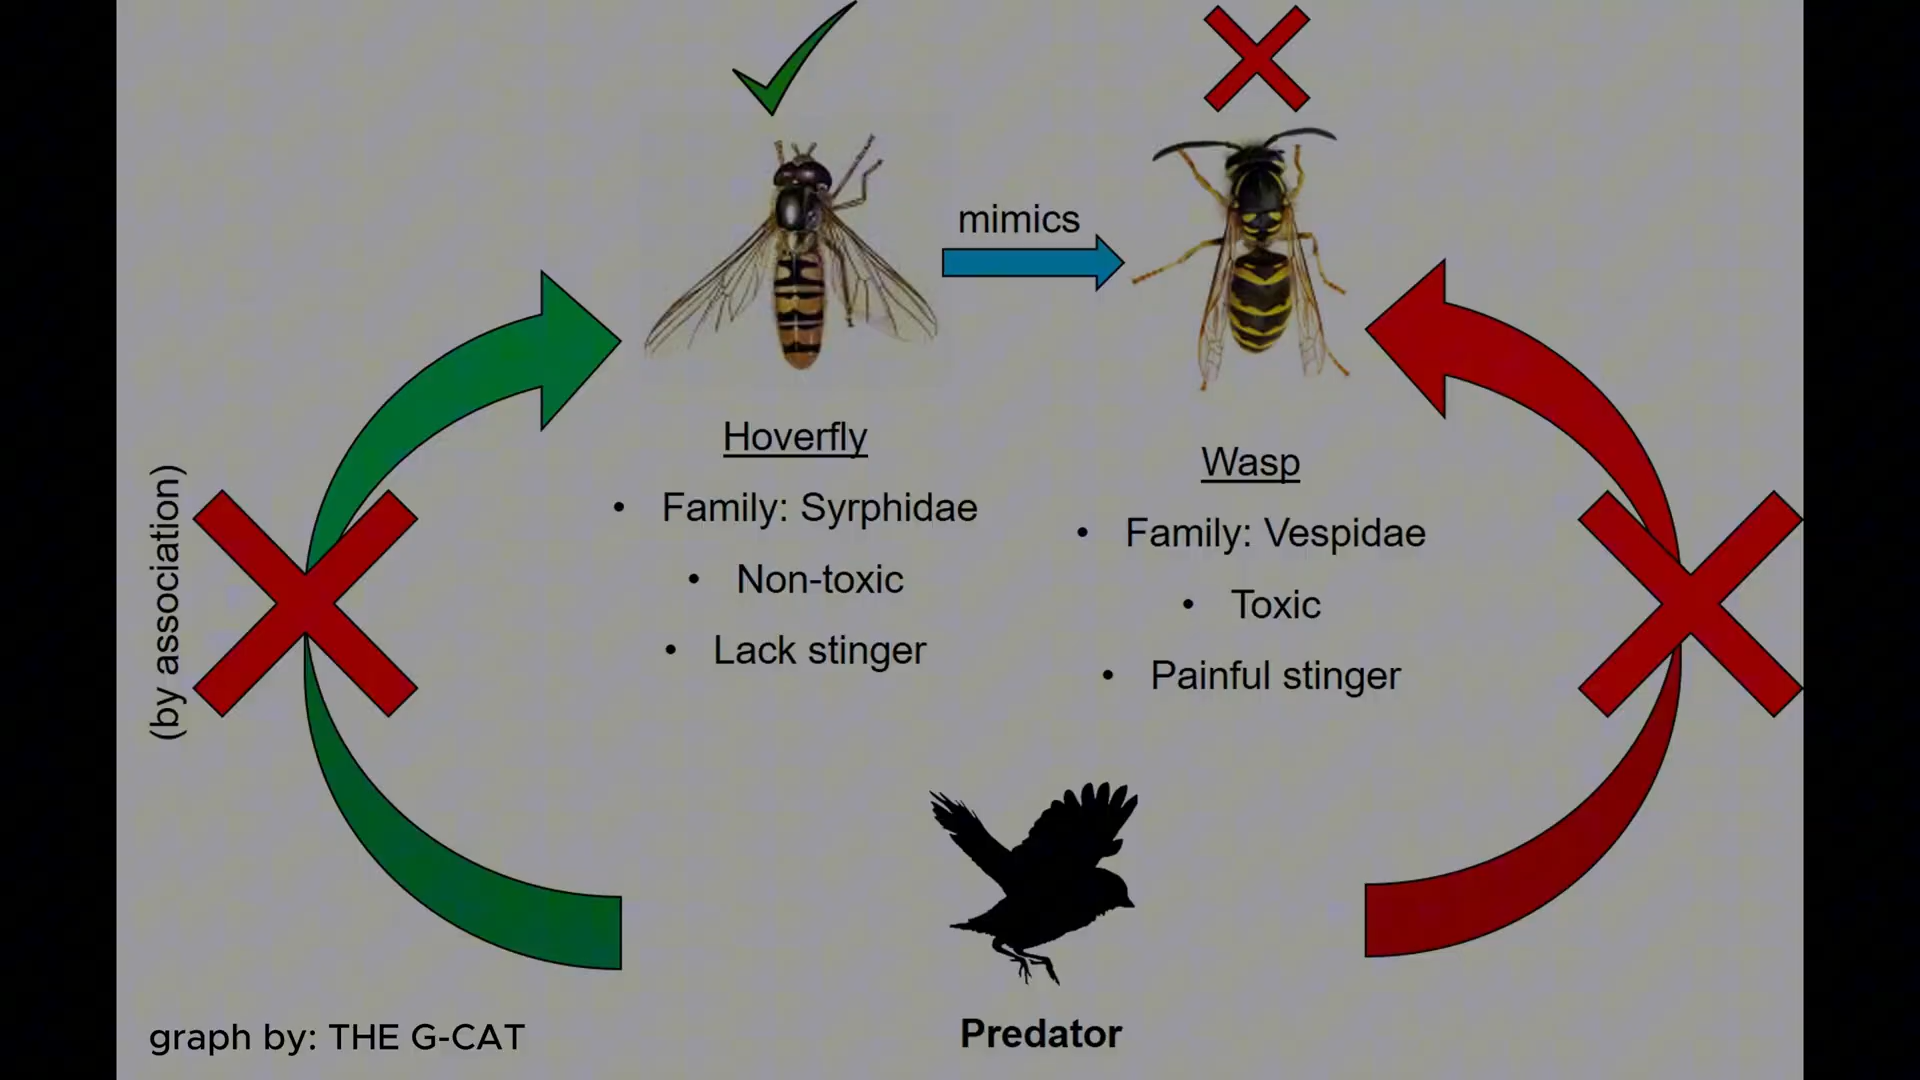 mimics
Hoverfly
• Family: Syrphidae
• Non-toxic
• Lack stinger
Wasp
• Family: Vespidae
• Toxic
• Painful stinger
(by association)
Predator
graph by: THE G-CAT